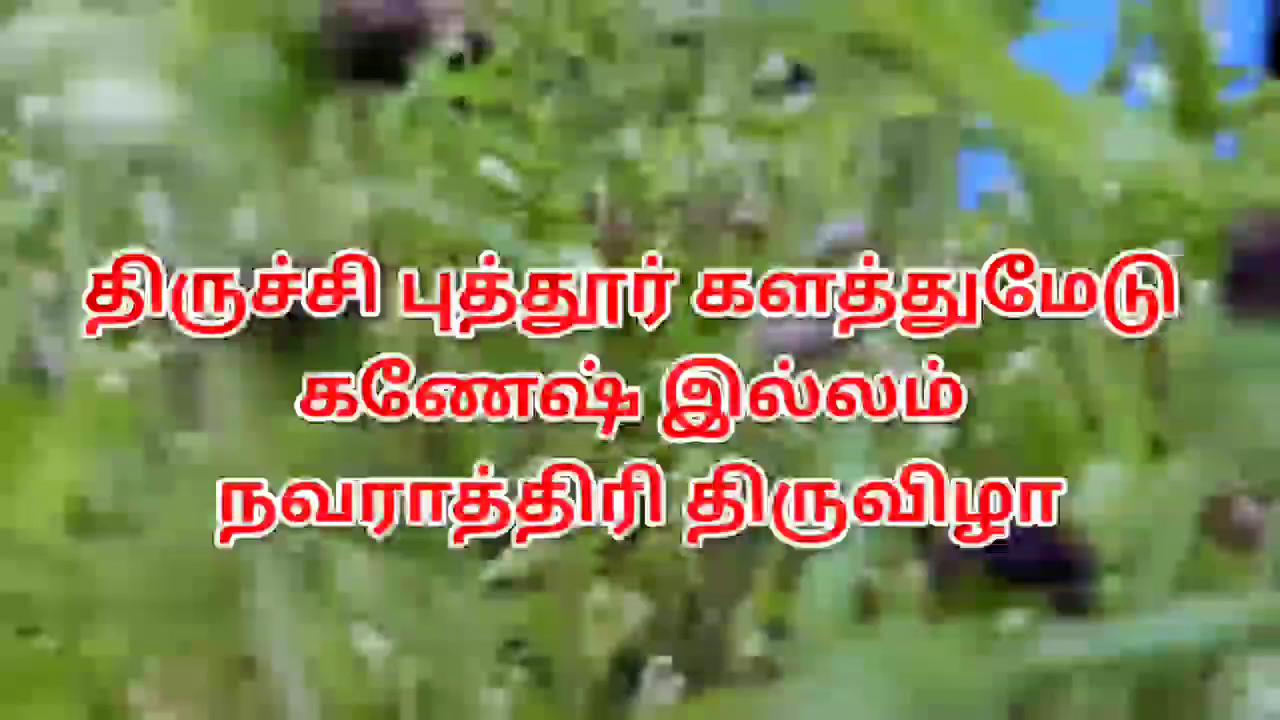 திருச்சி புத்தூர் களத்துமேடு
கணேஷ் இல்லம்
நவராத்திரி திருவிழா